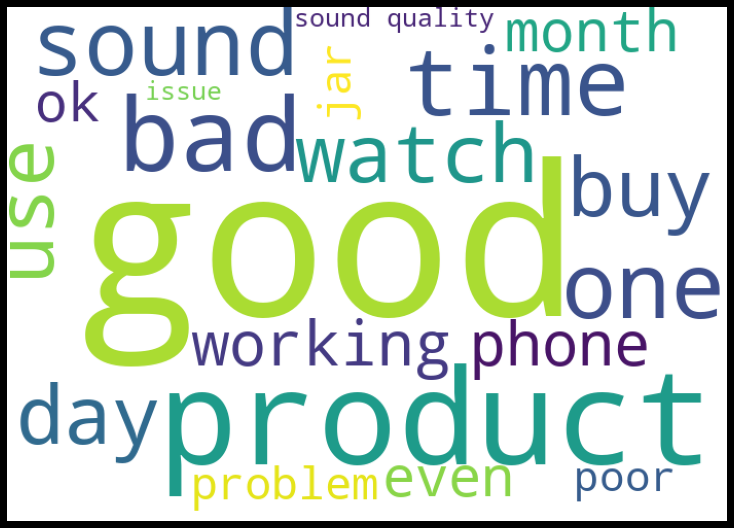 sound quality
sound
month
time
jar
issue
ok
bad
watch
use
buy
good
one
working
phone
day
product
problem
even
poor